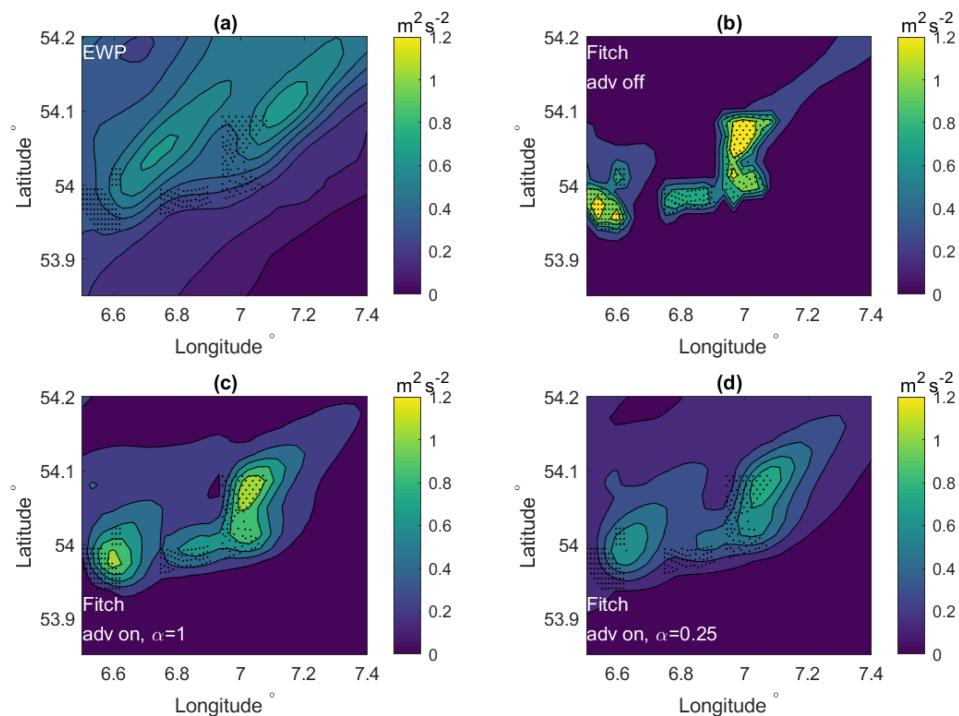 (a)
m² s⁻²
EWP
54.2
54.1
54
53.9
Latitude °
6.6 6.8 7 7.2 7.4
Longitude °
1.2
1
0.8
0.6
0.4
0.2
0
(b)
m² s⁻²
Fitch
adv off
54.2
54.1
54
53.9
Latitude °
6.6 6.8 7 7.2 7.4
Longitude °
1.2
1
0.8
0.6
0.4
0.2
0
(c)
m² s⁻²
54.2
54.1
54
53.9
Latitude °
Fitch
adv on, α=1
6.6 6.8 7 7.2 7.4
Longitude °
1.2
1
0.8
0.6
0.4
0.2
0
(d)
m² s⁻²
54.2
54.1
54
53.9
Latitude °
Fitch
adv on, α=0.25
6.6 6.8 7 7.2 7.4
Longitude °
1.2
1
0.8
0.6
0.4
0.2
0